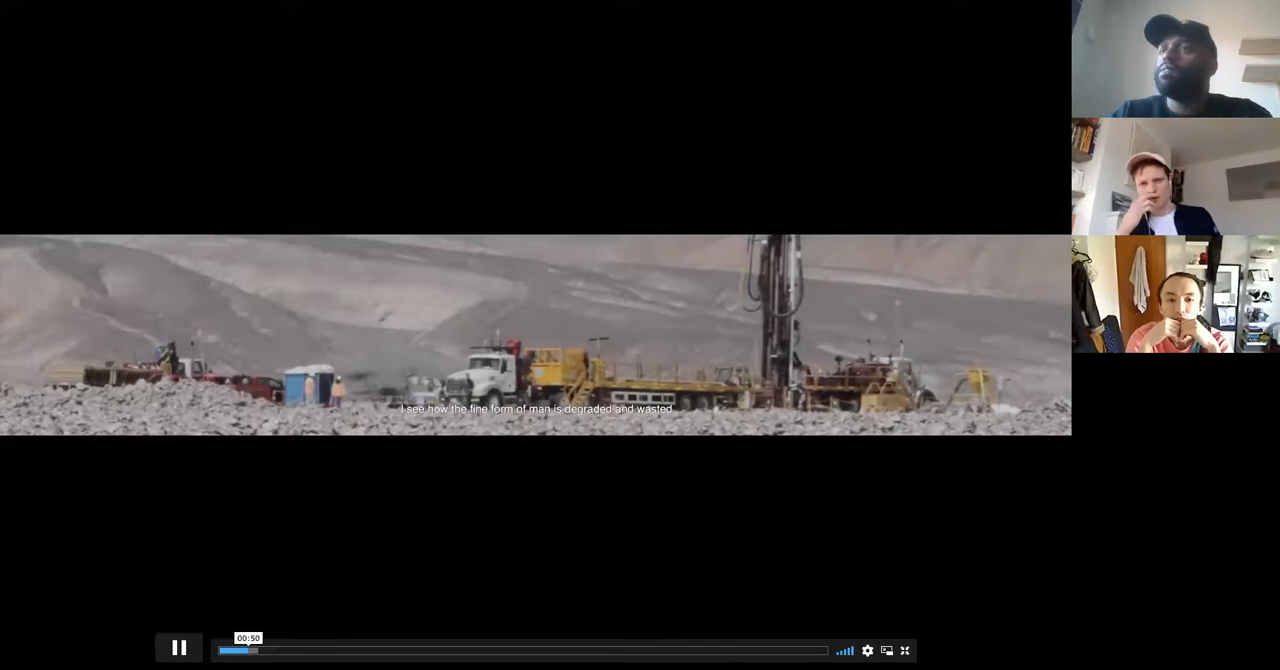 I see how the fine form of man is degraded and wasted
00:50